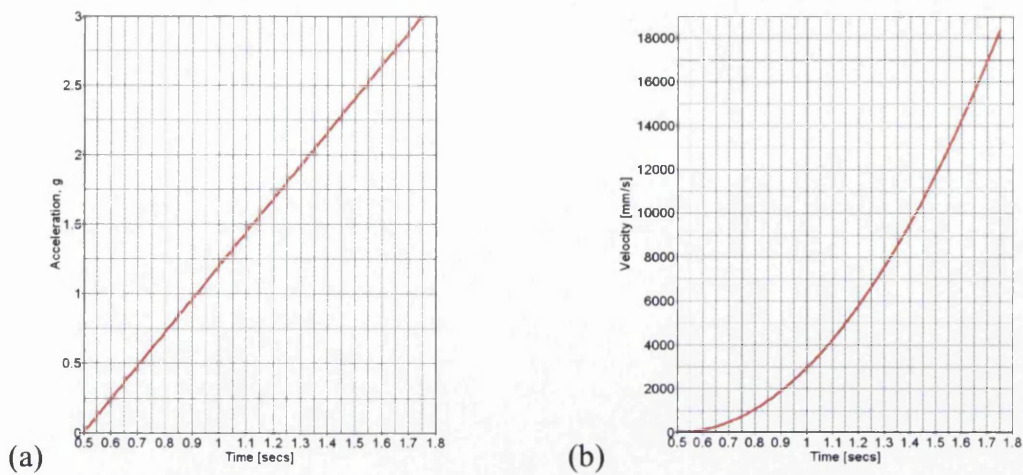 3
2.5
2
1.5
1
0.5
0
0.5 0.6 0.7 0.8 0.9 1 1.1 1.2 1.3 1.4 1.5 1.6 1.7 1.8
Acceleration, g
Time [secs]
(a)
18000
16000
14000
12000
10000
8000
6000
4000
2000
0
0.5 0.6 0.7 0.8 0.9 1 1.1 1.2 1.3 1.4 1.5 1.6 1.7 1.8
Velocity [mm/s]
Time [secs]
(b)